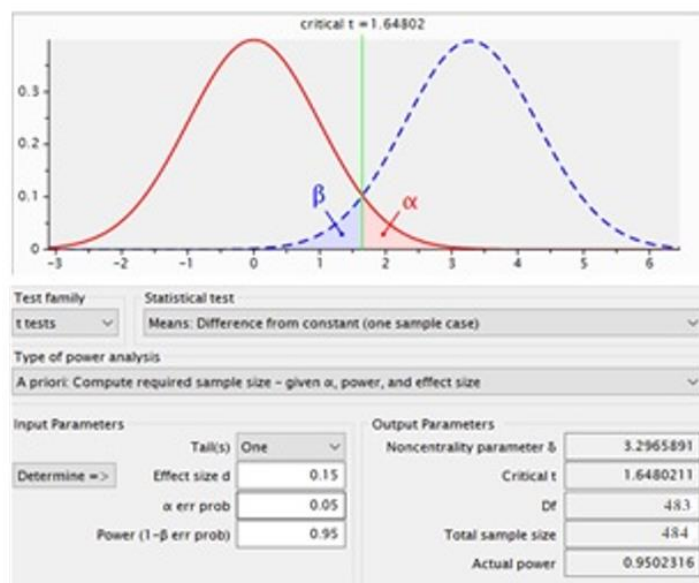 critical t =1.64802
0.3
0.2
β
0.1
α
0
-3 -2 -1 0 1 2 3 4 5 6
Test family Statistical test
t tests Means: Difference from constant (one sample case)
Type of power analysis
A priori: Compute required sample size – given α, power, and effect size
Input Parameters Output Parameters
Tail(s) One Noncentrality parameter δ 3.2965891
Determine => Effect size d 0.15 Critical t 1.6480211
α err prob 0.05 Df 483
Power (1-β err prob) 0.95 Total sample size 484
Actual power 0.9502316